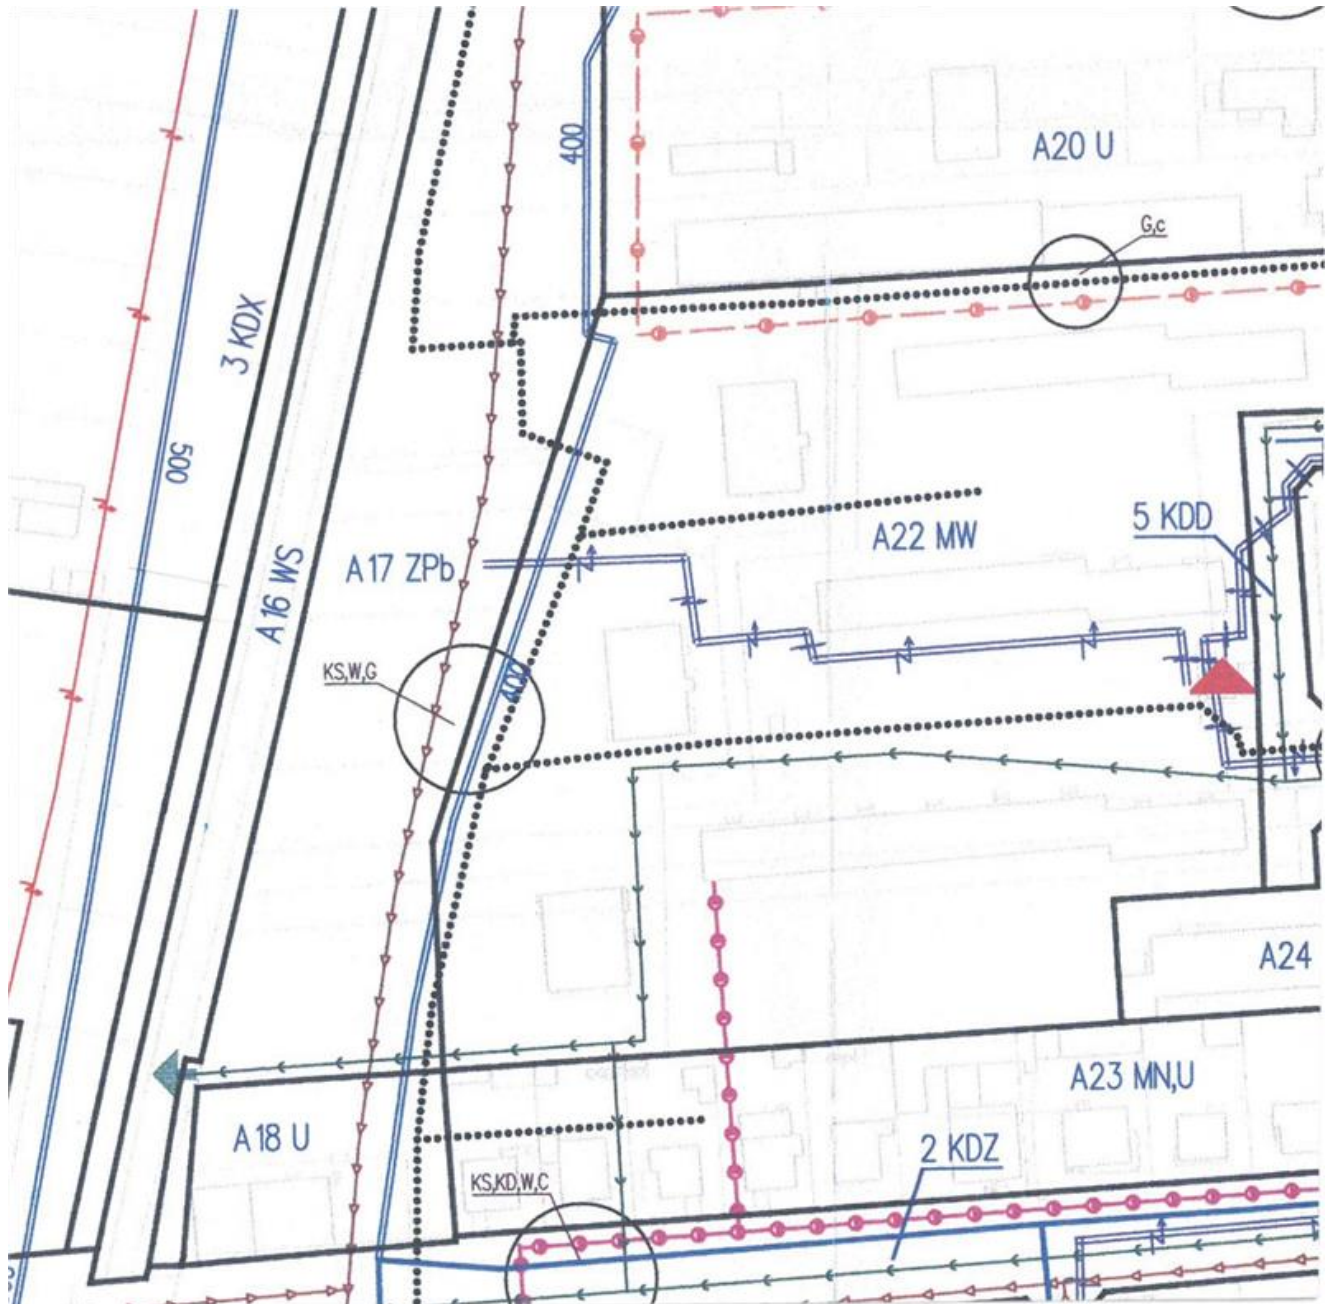 400
A20 U
G,c
3 KDX
500
5 KDD
A22 MW
A17 ZPb
A16 WS
KS,W,G
400
A24
A23 MN,U
A18 U
2 KDZ
KS,KD,W,C